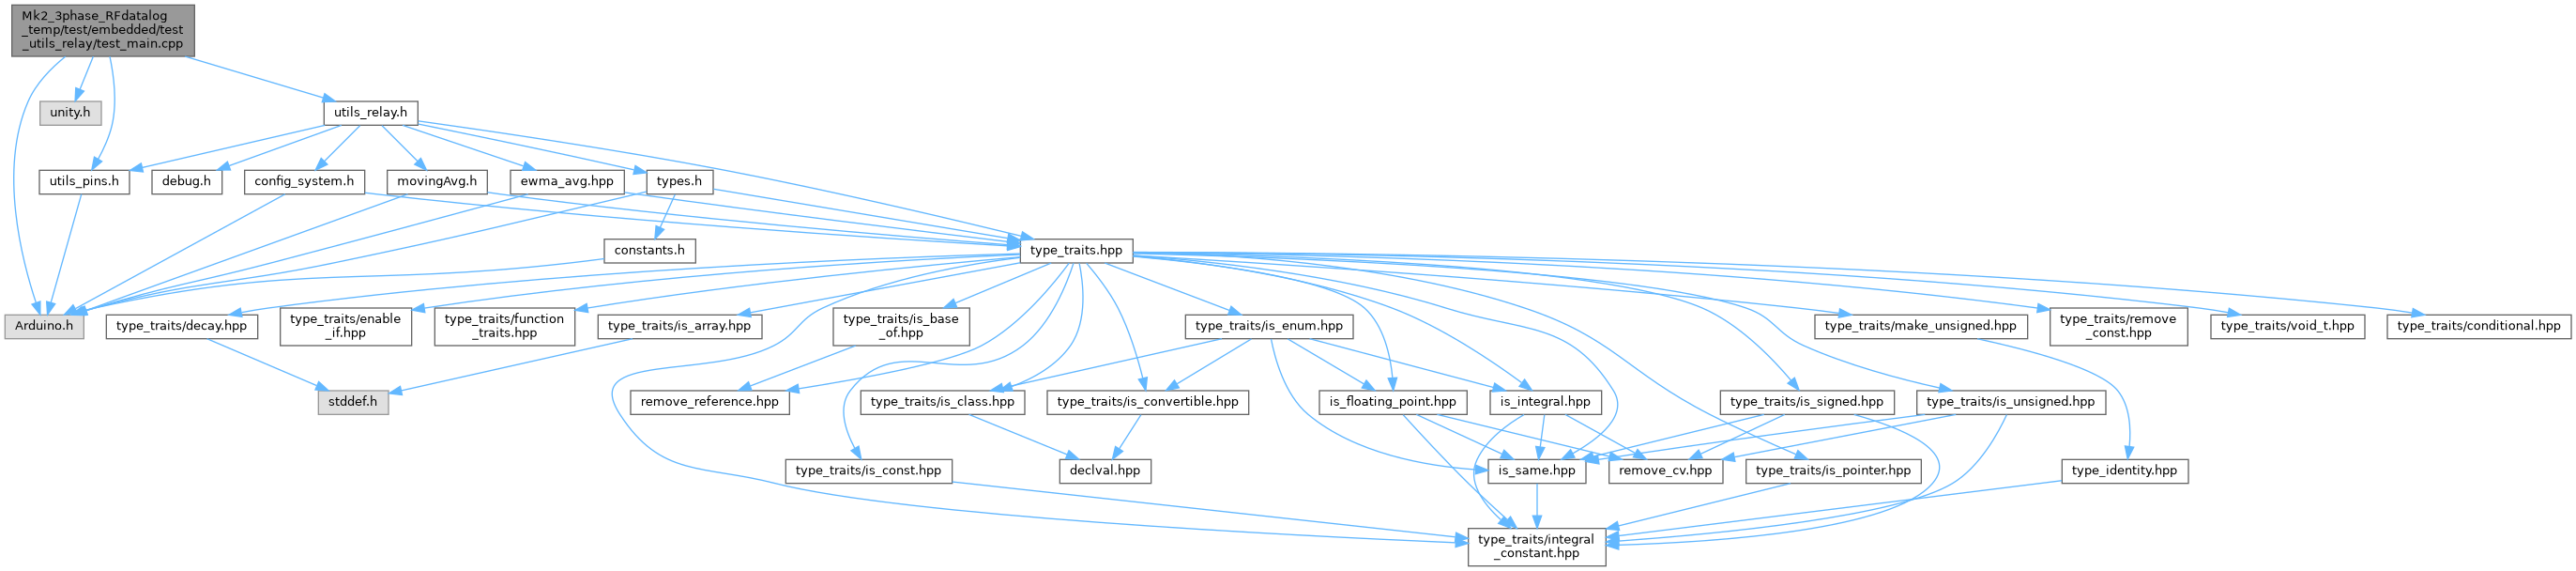 Mk2_3phase_RFdatalog
_temp/test/embedded/test
_utils_relay/test_main.cpp
unity.h
utils_relay.h
utils_pins.h
debug.h
config_system.h
movingAvg.h
ewma_avg.hpp
types.h
constants.h
type_traits.hpp
Arduino.h
type_traits/decay.hpp
type_traits/enable
_if.hpp
type_traits/function
_traits.hpp
type_traits/is_array.hpp
type_traits/is_base
_of.hpp
type_traits/is_enum.hpp
type_traits/make_unsigned.hpp
type_traits/remove
_const.hpp
type_traits/void_t.hpp
type_traits/conditional.hpp
stddef.h
remove_reference.hpp
type_traits/is_class.hpp
type_traits/is_convertible.hpp
is_floating_point.hpp
is_integral.hpp
type_traits/is_signed.hpp
type_traits/is_unsigned.hpp
type_traits/is_const.hpp
declval.hpp
is_same.hpp
remove_cv.hpp
type_traits/is_pointer.hpp
type_identity.hpp
type_traits/integral
_constant.hpp